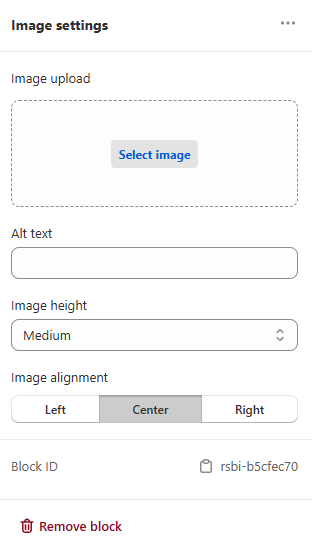 Image settings
Image upload
Select image
Alt text
Image height
Medium
Image alignment
Left Center Right
Block ID rsbi-b5cfec70
Remove block